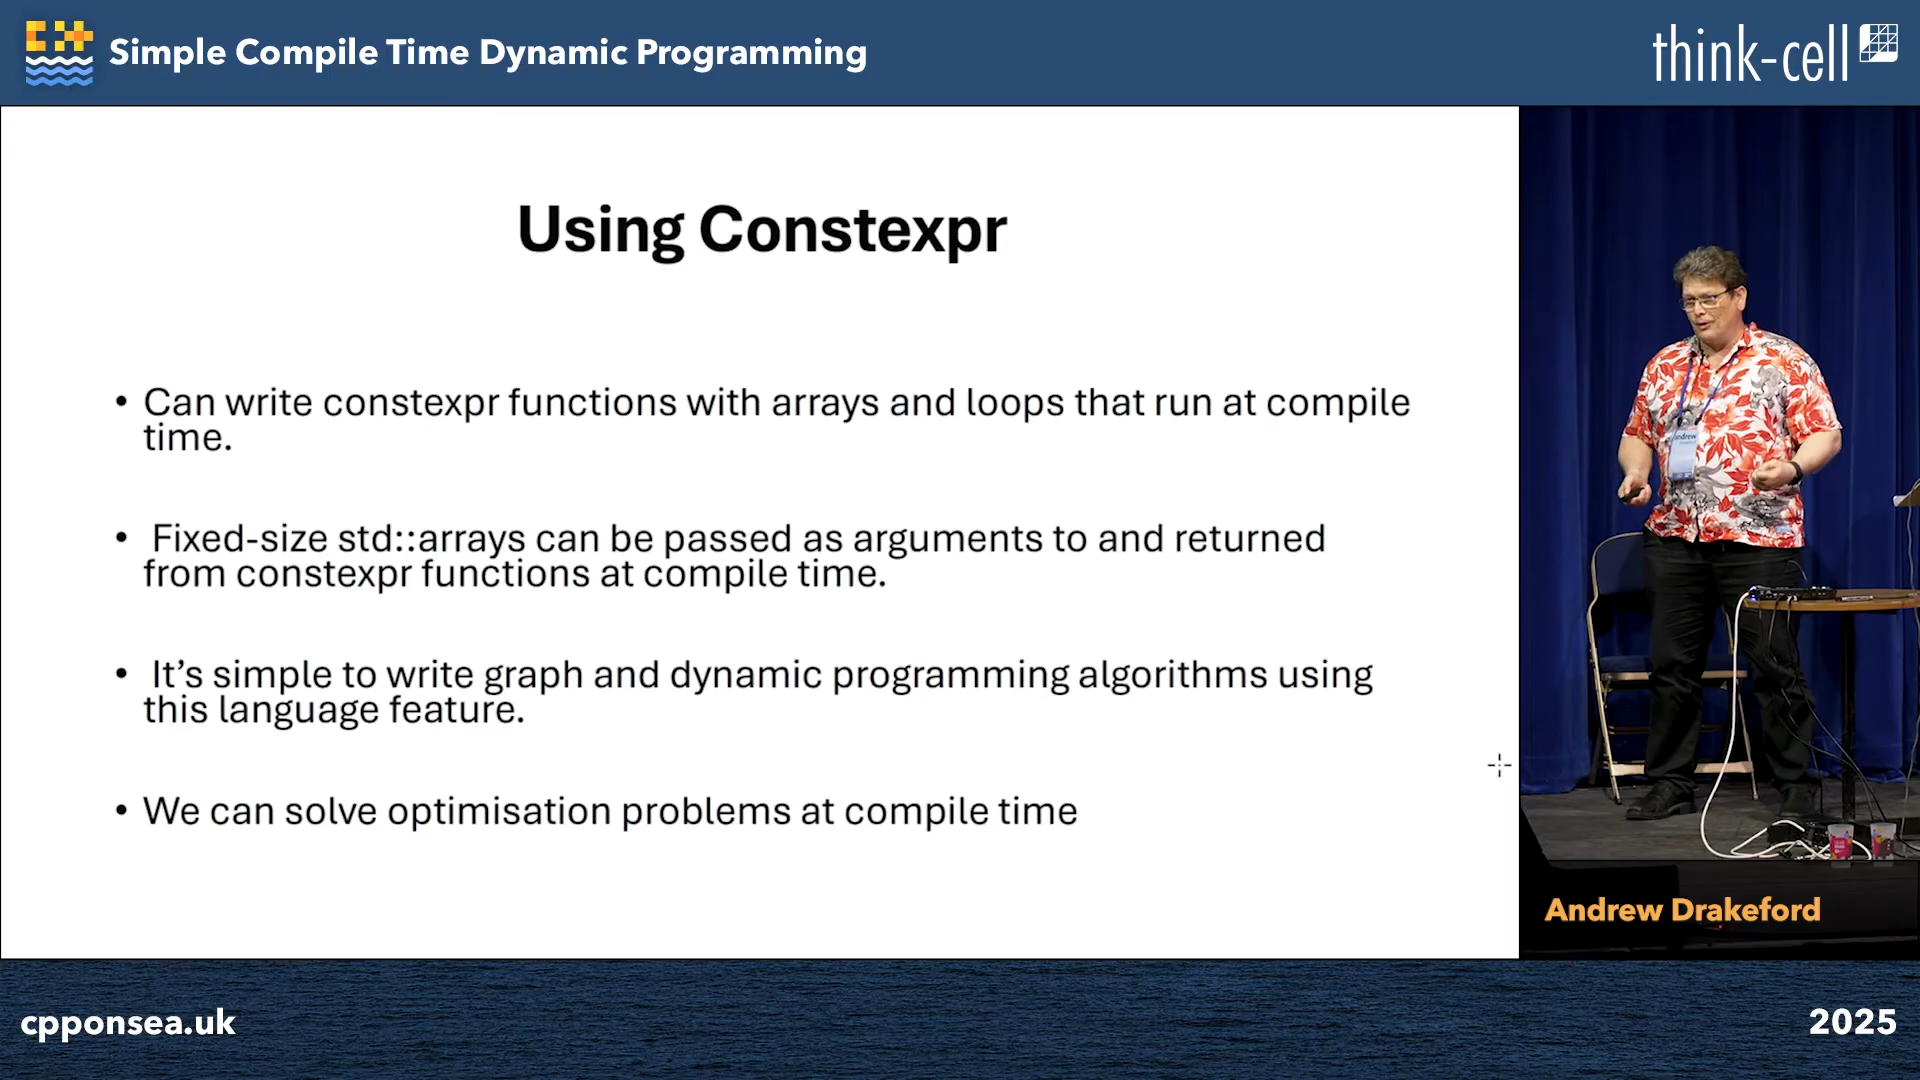 Simple Compile Time Dynamic Programming
think-cell
Using Constexpr
• Can write constexpr functions with arrays and loops that run at compile
time.
• Fixed-size std::arrays can be passed as arguments to and returned
from constexpr functions at compile time.
• It’s simple to write graph and dynamic programming algorithms using
this language feature.
• We can solve optimisation problems at compile time
andrew
Andrew Drakeford
cpponsea.uk
2025